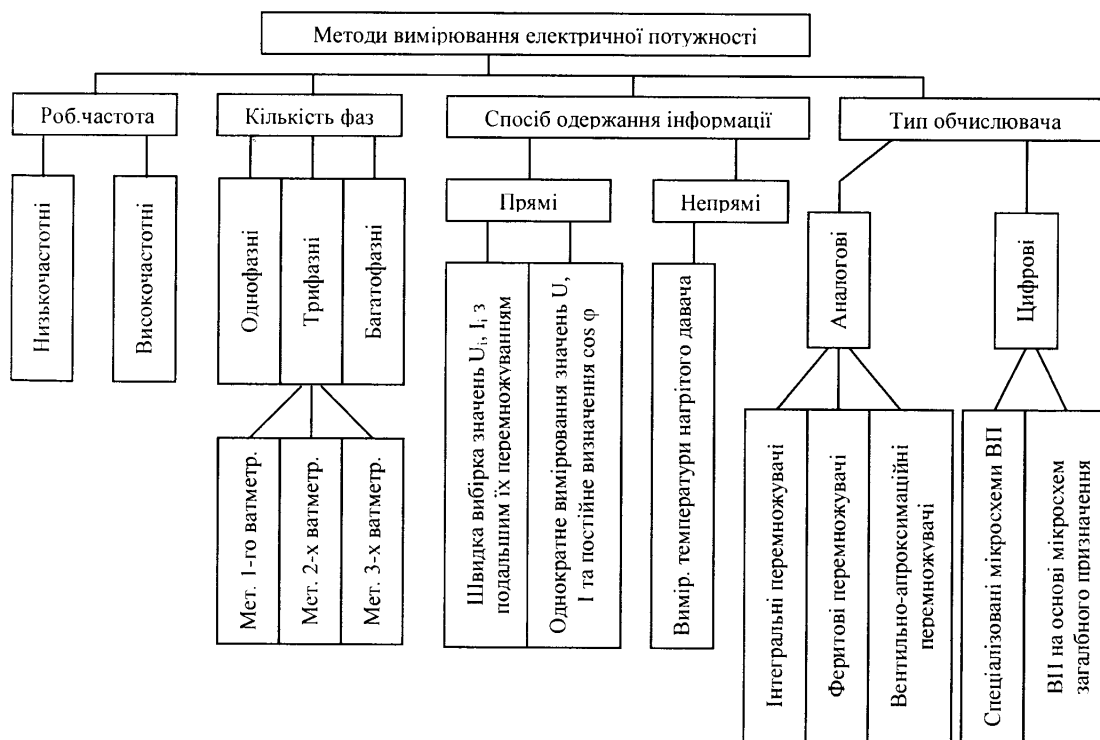 Методи вимірювання електричної потужності
Роб.частота
Кількість фаз
Спосіб одержання інформації
Тип обчислювача
Низькочастотні
Високочастотні
Однофазні
Трифазні
Багатофазні
Прямі
Непрямі
Аналогові
Цифрові
Мет. 1-го ватметр.
Мет. 2-х ватметр.
Мет. 3-х ватметр.
Швидка вибірка значень Ui, Ii з
подальшим їх перемножуванням
Однократне вимірювання значень U,
I та постійне визначення cos φ
Вимір. температури нагрітого давача
Інтегральні перемножувачі
Феритові перемножувачі
Вентильно-апроксимаційні
перемножувачі
Спеціалізовані мікросхеми ВП
ВП на основі мікросхем
загалбного призначення